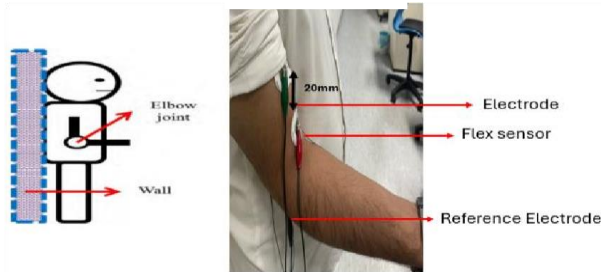 Elbow
joint
Wall
20mm
Electrode
Flex sensor
Reference Electrode